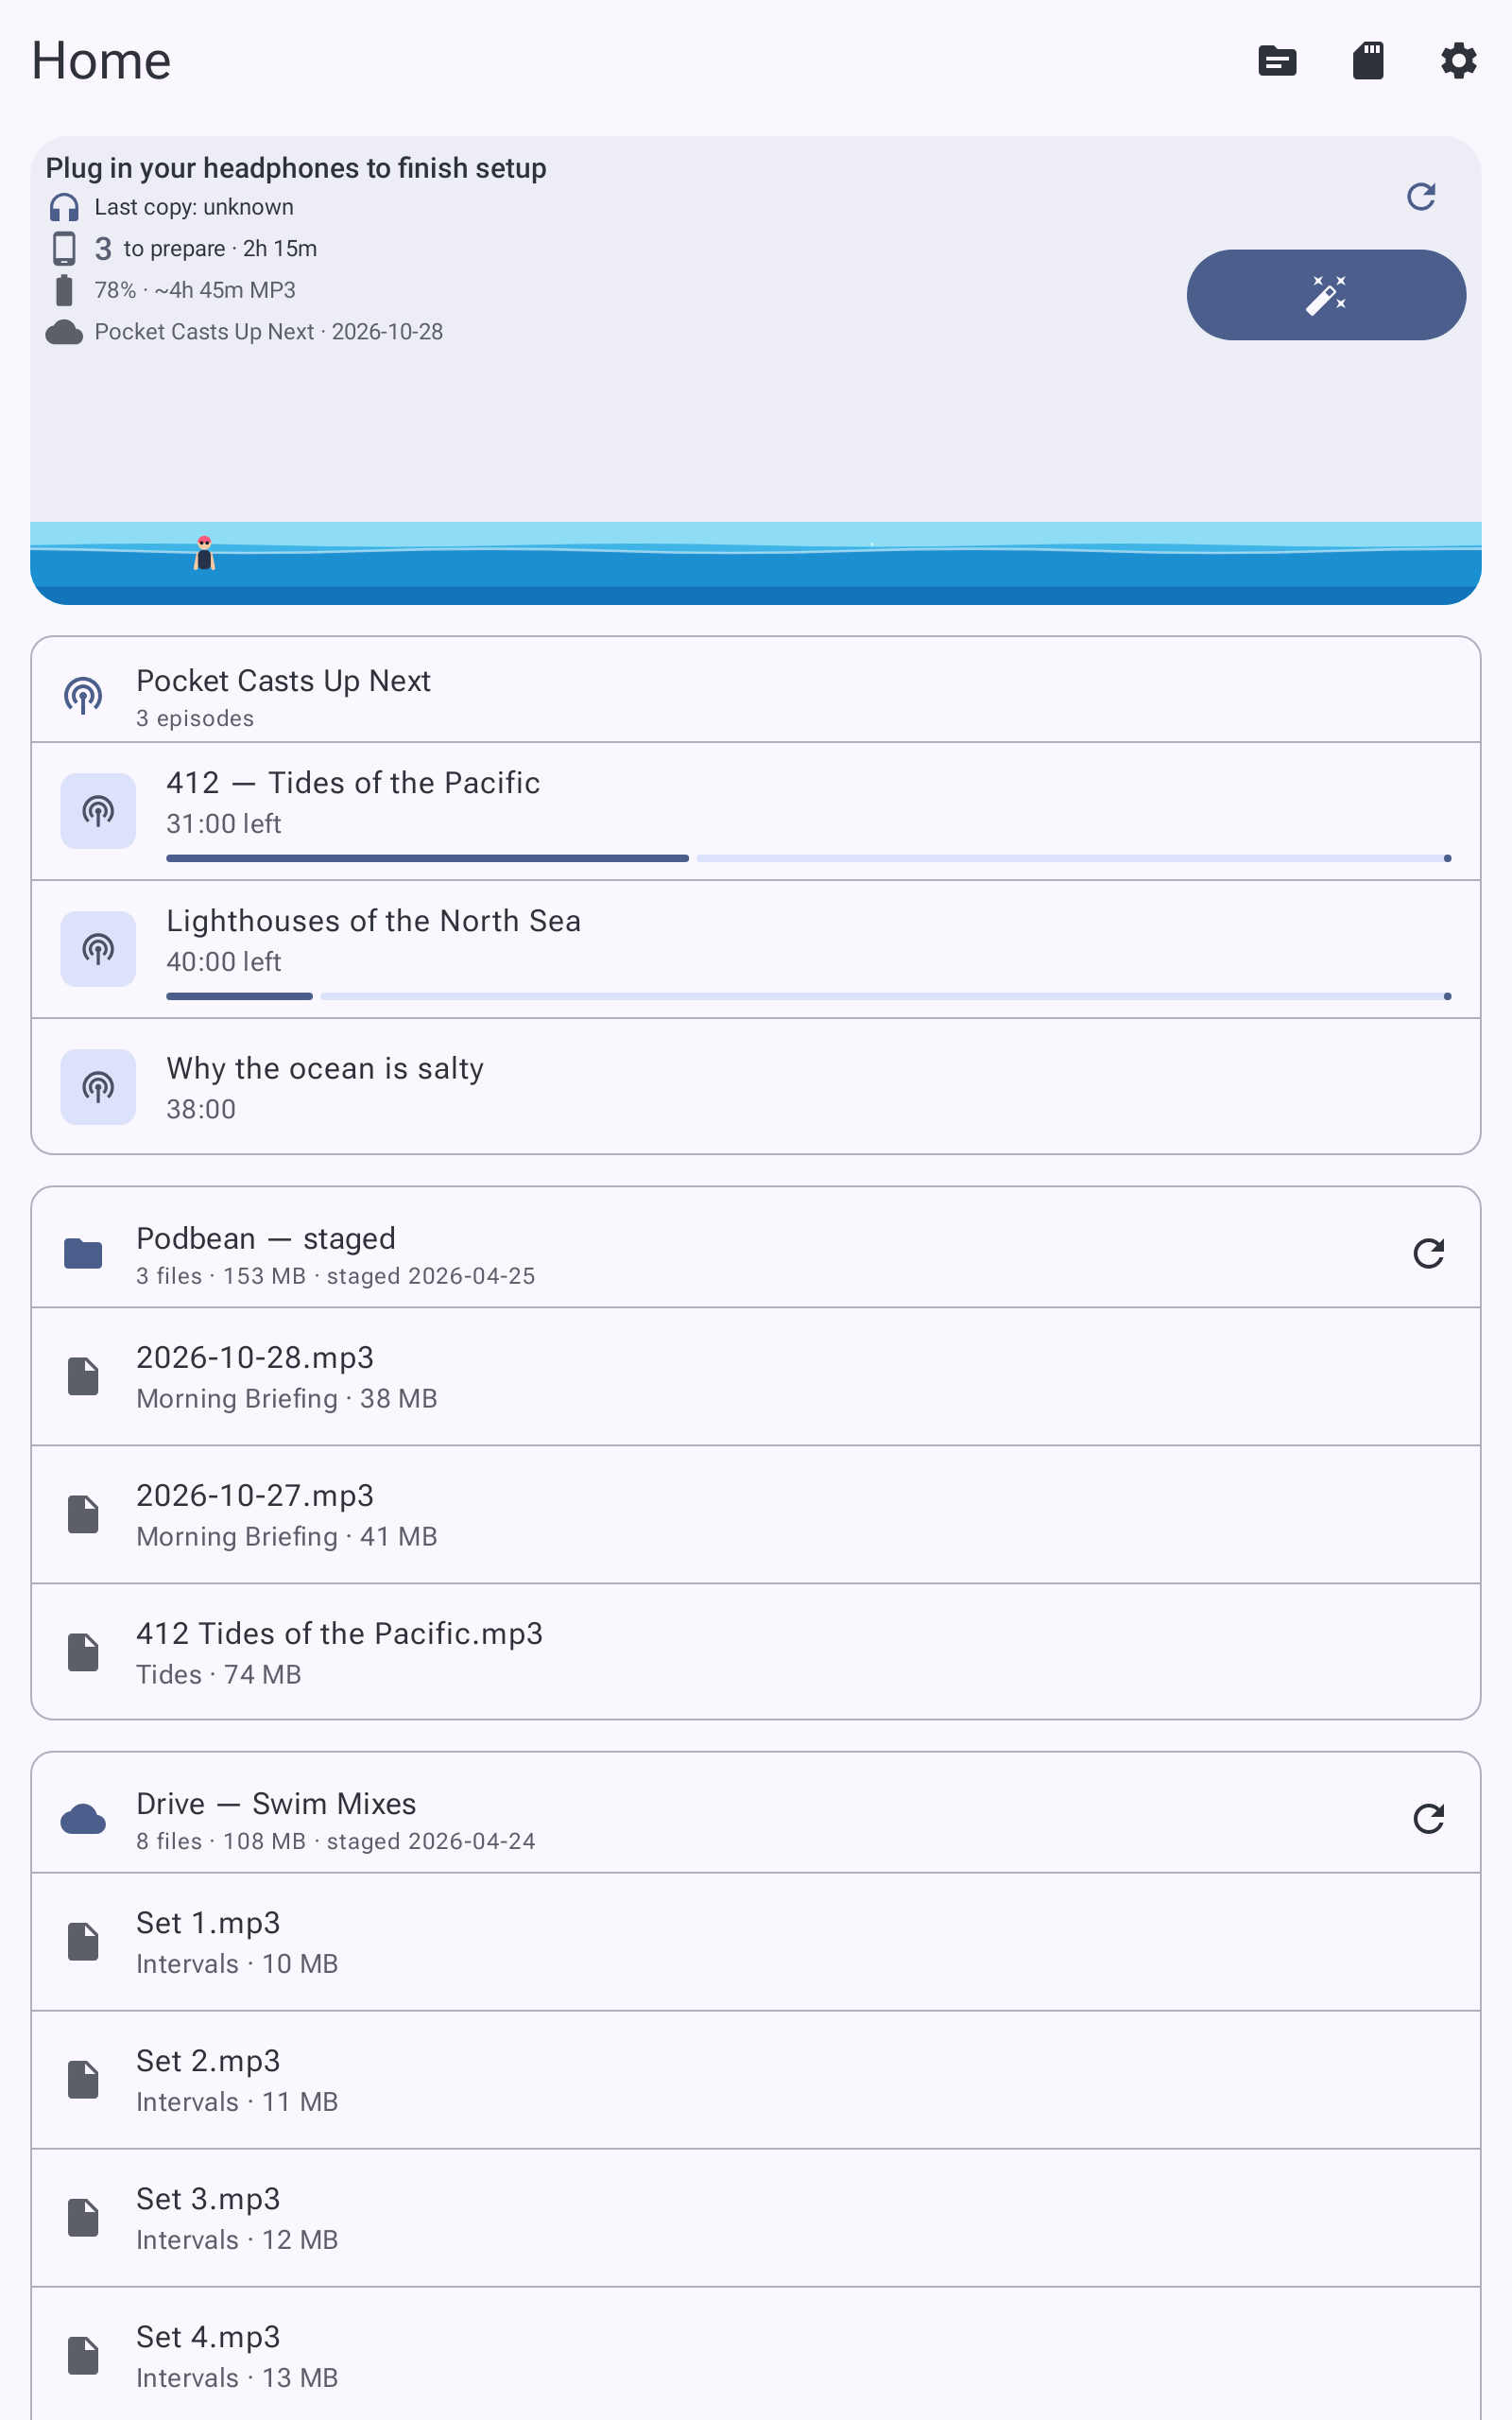 Home
Plug in your headphones to finish setup
Last copy: unknown
3 to prepare · 2h 15m
78% · ~4h 45m MP3
Pocket Casts Up Next · 2026-10-28
Pocket Casts Up Next
3 episodes
412 — Tides of the Pacific
31:00 left
Lighthouses of the North Sea
40:00 left
Why the ocean is salty
38:00
Podbean — staged
3 files · 153 MB · staged 2026-04-25
2026-10-28.mp3
Morning Briefing · 38 MB
2026-10-27.mp3
Morning Briefing · 41 MB
412 Tides of the Pacific.mp3
Tides · 74 MB
Drive — Swim Mixes
8 files · 108 MB · staged 2026-04-24
Set 1.mp3
Intervals · 10 MB
Set 2.mp3
Intervals · 11 MB
Set 3.mp3
Intervals · 12 MB
Set 4.mp3
Intervals · 13 MB